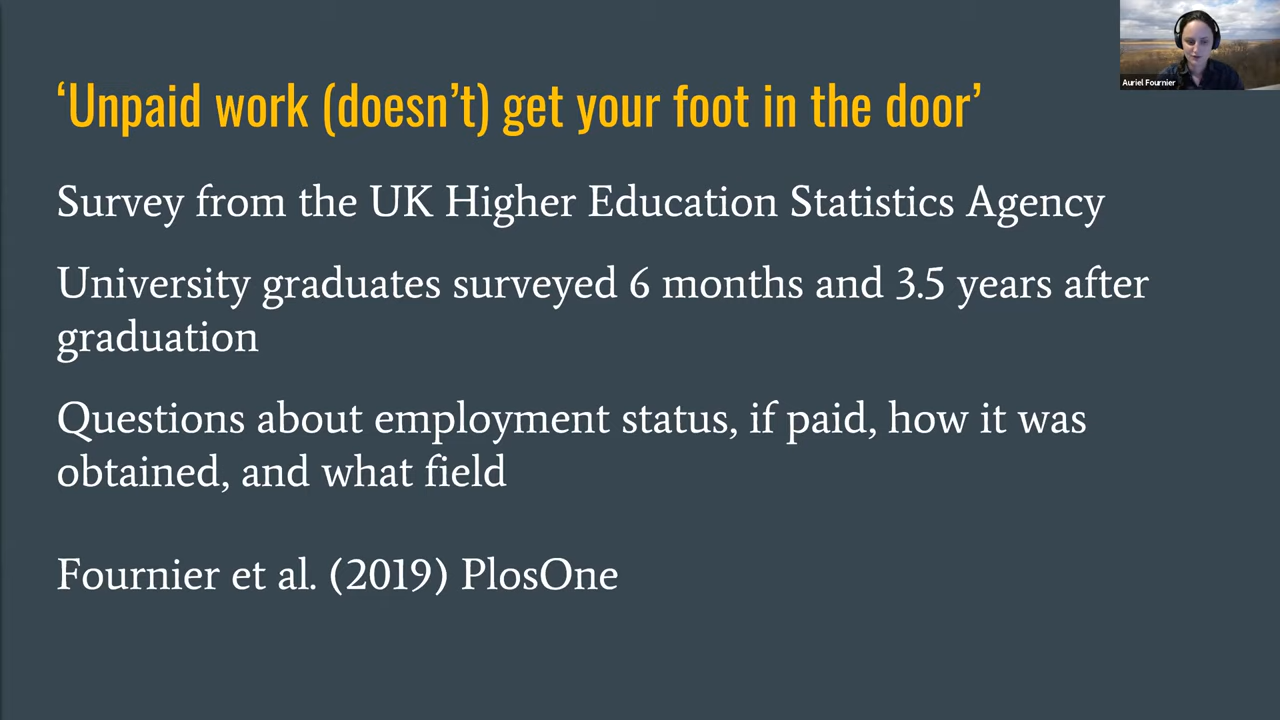 Auriel Fournier
‘Unpaid work (doesn’t) get your foot in the door’
Survey from the UK Higher Education Statistics Agency
University graduates surveyed 6 months and 3.5 years after
graduation
Questions about employment status, if paid, how it was
obtained, and what field
Fournier et al. (2019) PlosOne